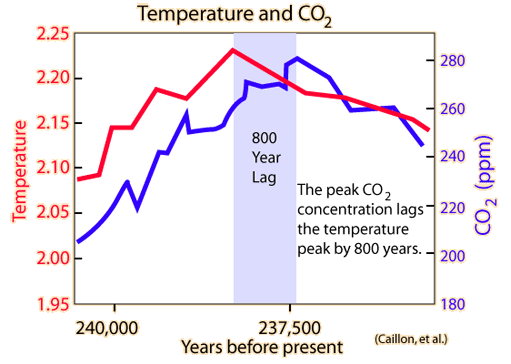 Temperature and CO2
2.25
2.20
2.15
2.10
2.05
2.00
1.95
Temperature
280
260
240
220
200
180
CO2 (ppm)
800
Year
Lag
The peak CO2
concentration lags
the temperature
peak by 800 years.
240,000
237,500
Years before present
(Caillon, et al.)